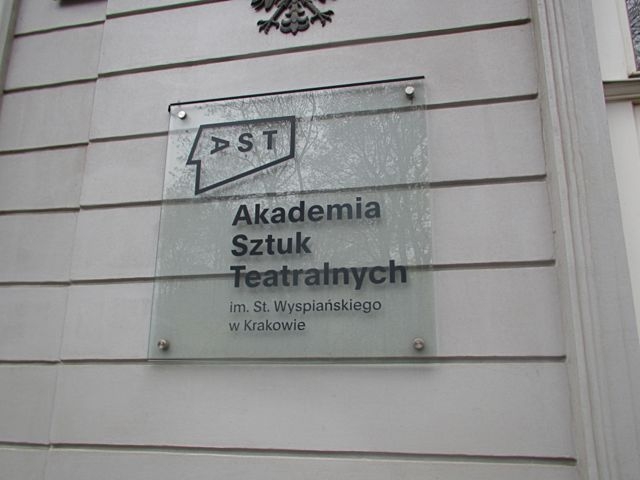 AST
Akademia
Sztuk
Teatralnych
im. St. Wyspiańskiego
w Krakowie